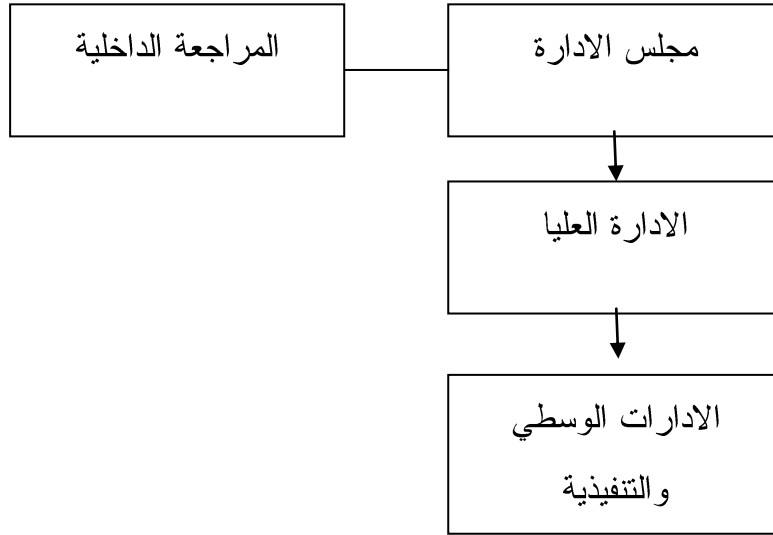 مجلس الادارة
المراجعة الداخلية
الادارة العليا
الادارات الوسطي
والتنفيذية